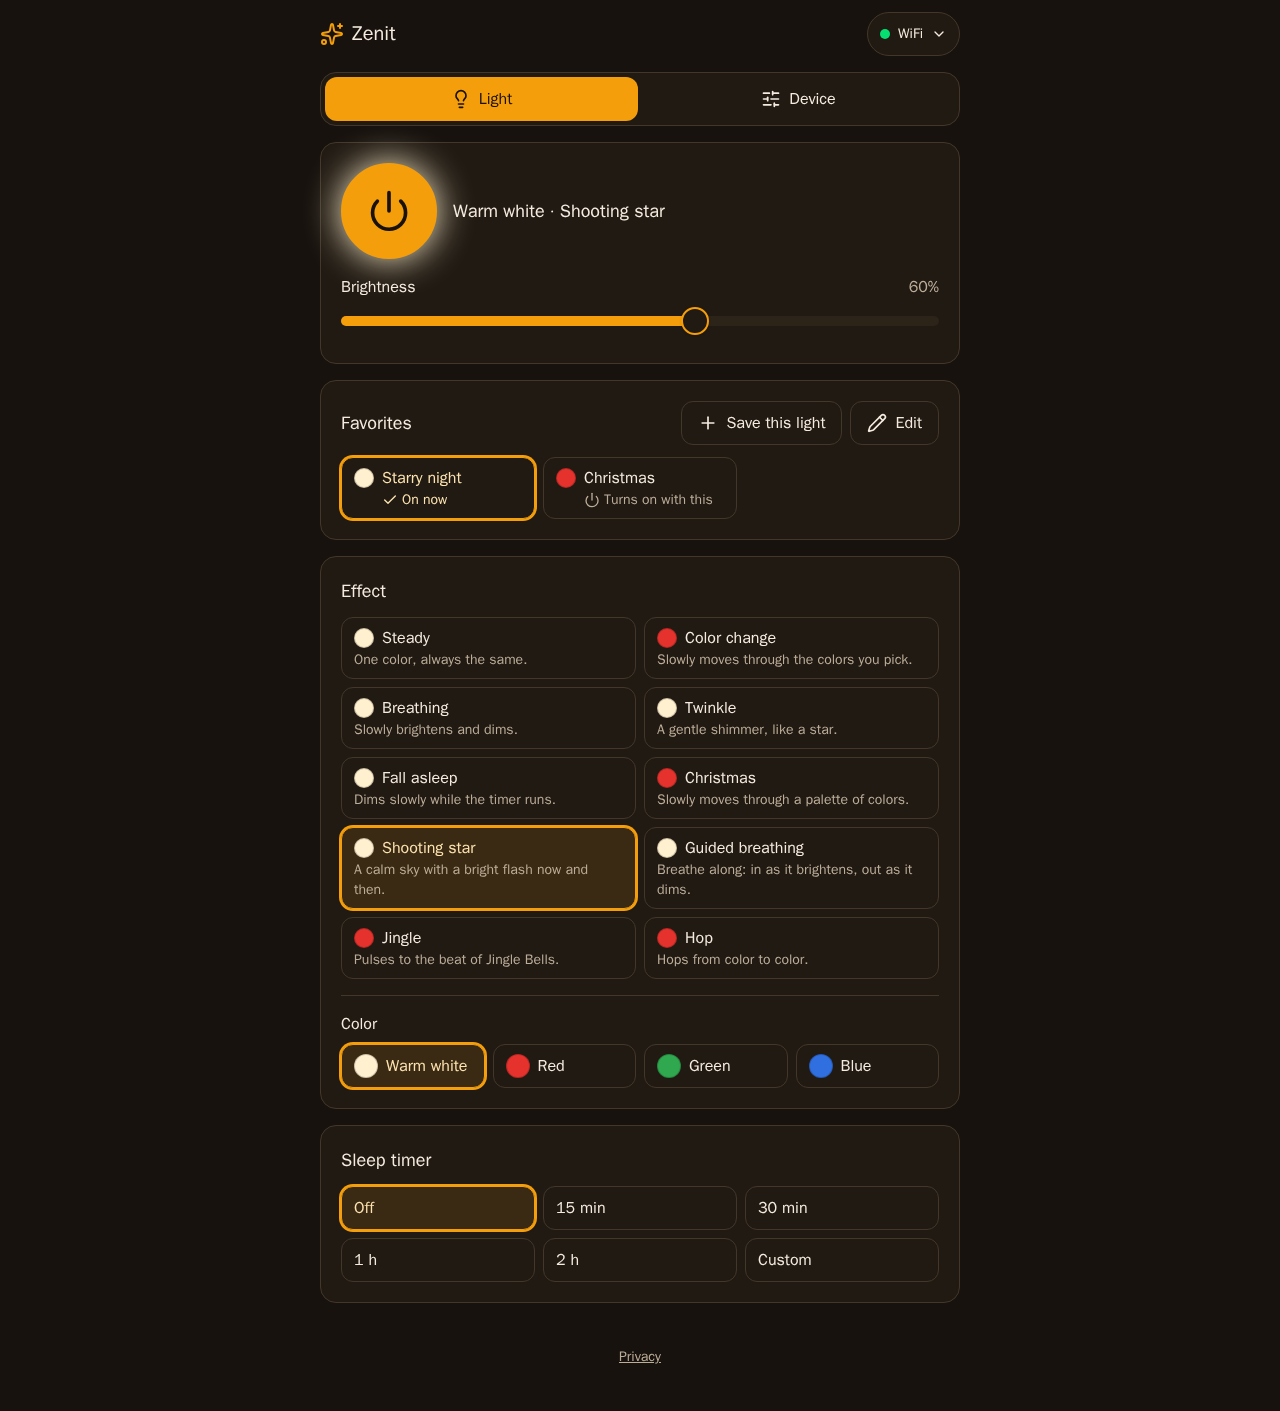 Zenit
WiFi
Light
Device
Warm white · Shooting star
Brightness
60%
Favorites
Save this light
Edit
Starry night
On now
Christmas
Turns on with this
Effect
Steady
One color, always the same.
Color change
Slowly moves through the colors you pick.
Breathing
Slowly brightens and dims.
Twinkle
A gentle shimmer, like a star.
Fall asleep
Dims slowly while the timer runs.
Christmas
Slowly moves through a palette of colors.
Shooting star
A calm sky with a bright flash now and
then.
Guided breathing
Breathe along: in as it brightens, out as it
dims.
Jingle
Pulses to the beat of Jingle Bells.
Hop
Hops from color to color.
Color
Warm white
Red
Green
Blue
Sleep timer
Off
15 min
30 min
1 h
2 h
Custom
Privacy